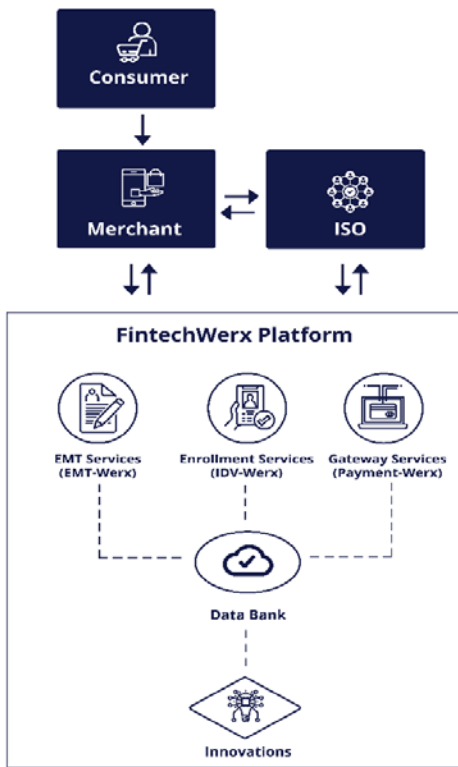 Consumer
Merchant
ISO
FintechWerx Platform
EMT Services
(EMT-Werx)
Enrollment Services
(IDV-Werx)
Gateway Services
(Payment-Werx)
Data Bank
Innovations